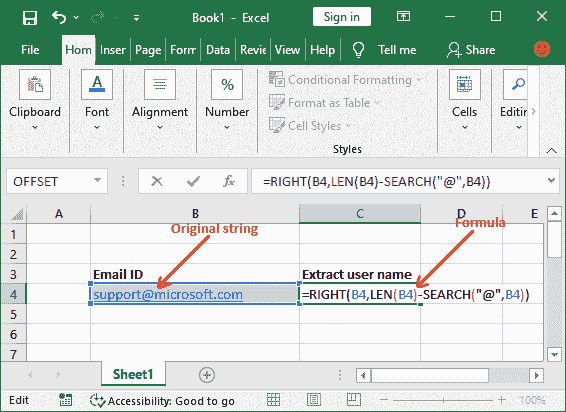 Book1 - Excel
Sign in
File Hom Inser Page Form Data Revie View Help Tell me Share
Clipboard
Font
Alignment
Number
Conditional Formatting
Format as Table
Cell Styles
Styles
Cells
Editin
OFFSET fx =RIGHT(B4,LEN(B4)-SEARCH("@",B4))
A B C D E
1
2
Original string Formula
3 Email ID Extract user name
4 support@microsoft.com =RIGHT(B4,LEN(B4)-SEARCH("@",B4))
5
6
7
Sheet1
Edit Accessibility: Good to go 100%